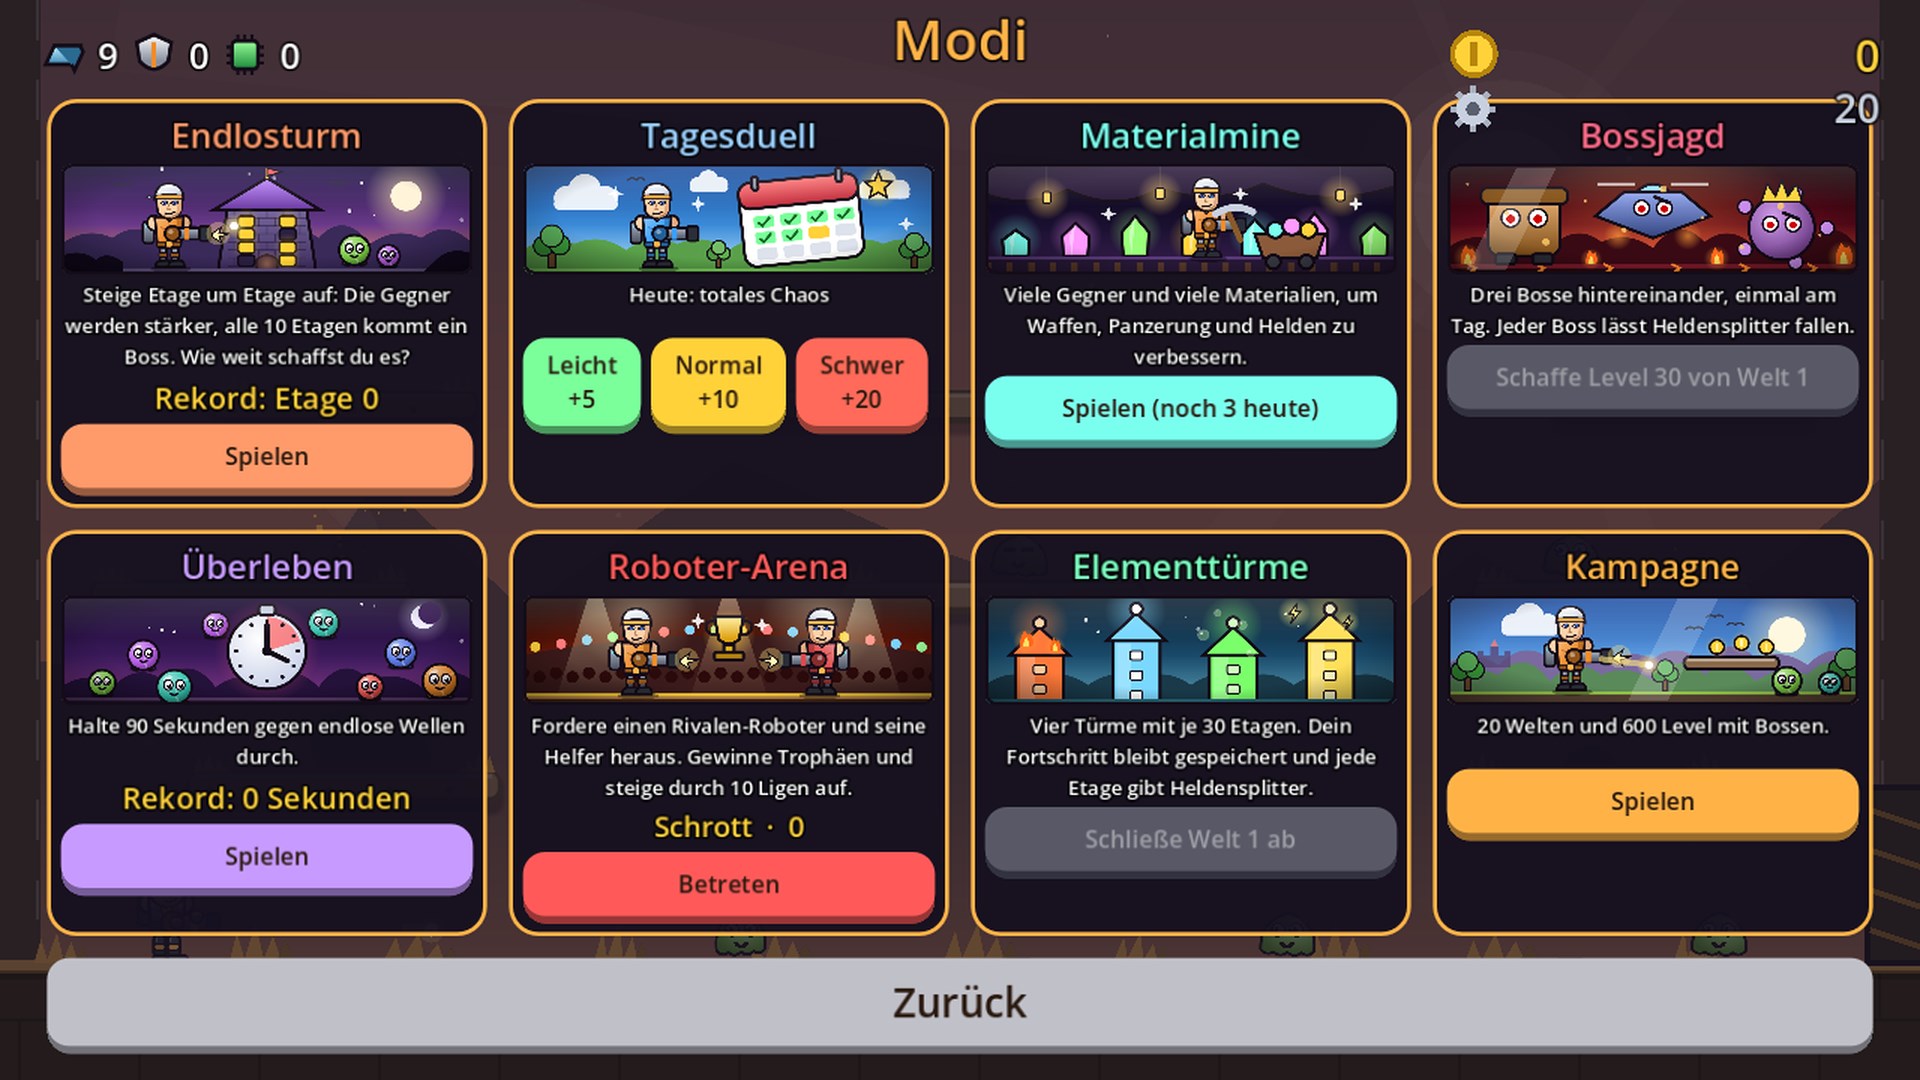 9 0 0
Modi
0
20
Endlosturm
Steige Etage um Etage auf: Die Gegner
werden stärker, alle 10 Etagen kommt ein
Boss. Wie weit schaffst du es?
Rekord: Etage 0
Spielen
Tagesduell
Heute: totales Chaos
Leicht
+5
Normal
+10
Schwer
+20
Materialmine
Viele Gegner und viele Materialien, um
Waffen, Panzerung und Helden zu
verbessern.
Spielen (noch 3 heute)
Bossjagd
Drei Bosse hintereinander, einmal am
Tag. Jeder Boss lässt Heldensplitter fallen.
Schaffe Level 30 von Welt 1
Überleben
Halte 90 Sekunden gegen endlose Wellen
durch.
Rekord: 0 Sekunden
Spielen
Roboter-Arena
Fordere einen Rivalen-Roboter und seine
Helfer heraus. Gewinne Trophäen und
steige durch 10 Ligen auf.
Schrott · 0
Betreten
Elementtürme
Vier Türme mit je 30 Etagen. Dein
Fortschritt bleibt gespeichert und jede
Etage gibt Heldensplitter.
Schließe Welt 1 ab
Kampagne
20 Welten und 600 Level mit Bossen.
Spielen
Zurück